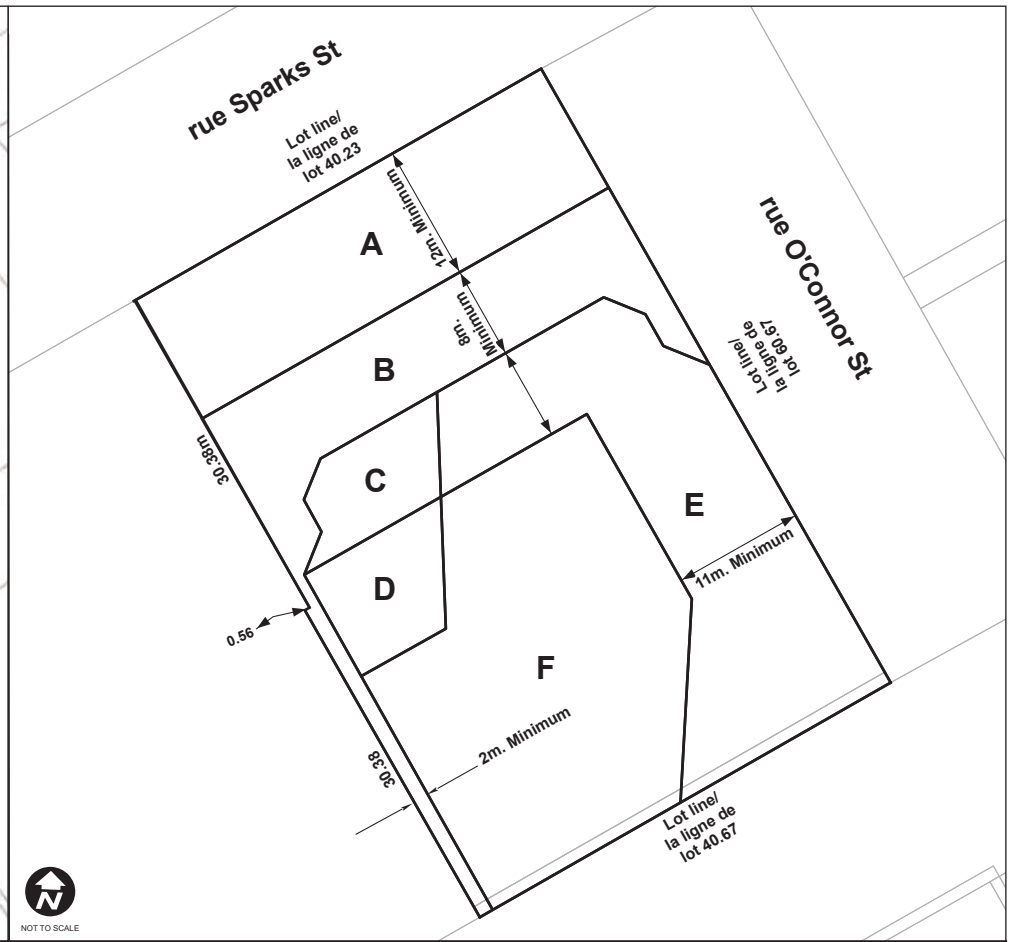 rue Sparks St
Lot line/
la ligne de
lot 40.23
12m. Minimum
A
rue O'Connor St
Lot line/
la ligne de
lot 60.67
8m.
Minimum
B
30.38m
C
E
11m. Minimum
D
0.56
F
2m. Minimum
30.38
Lot line/
la ligne de
lot 40.67
N
NOT TO SCALE